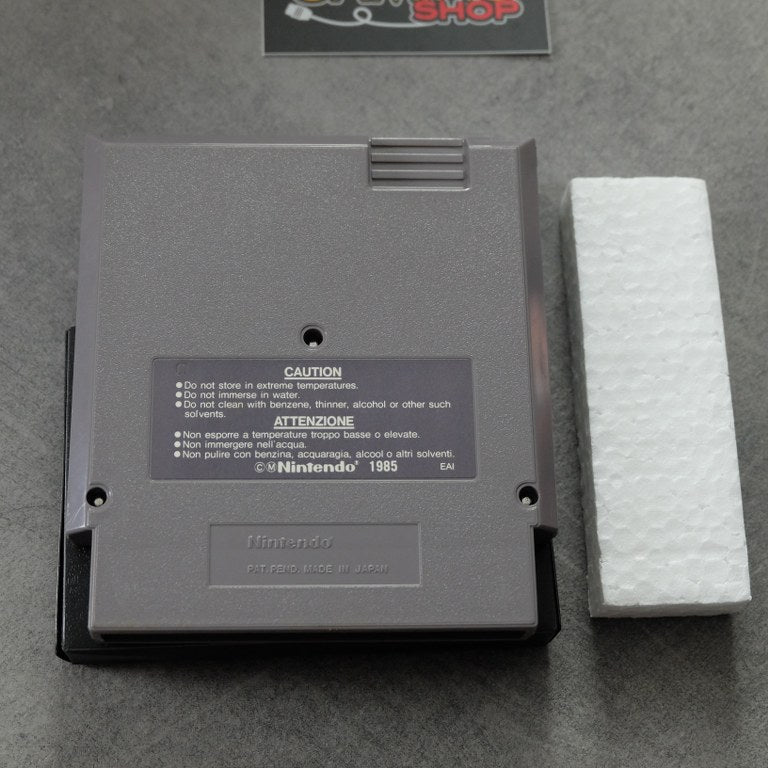 SHOP
CAUTION
●Do not store in extreme temperatures.
●Do not immerse in water.
●Do not clean with benzene, thinner, alcohol or other such
solvents.
ATTENZIONE
●Non esporre a temperature troppo basse o elevate.
●Non immergere nell'acqua.
●Non pulire con benzina, acquaragia, alcool o altri solventi.
©ⓂNintendo® 1985 EAI
Nintendo®
PAT. PEND. MADE IN JAPAN